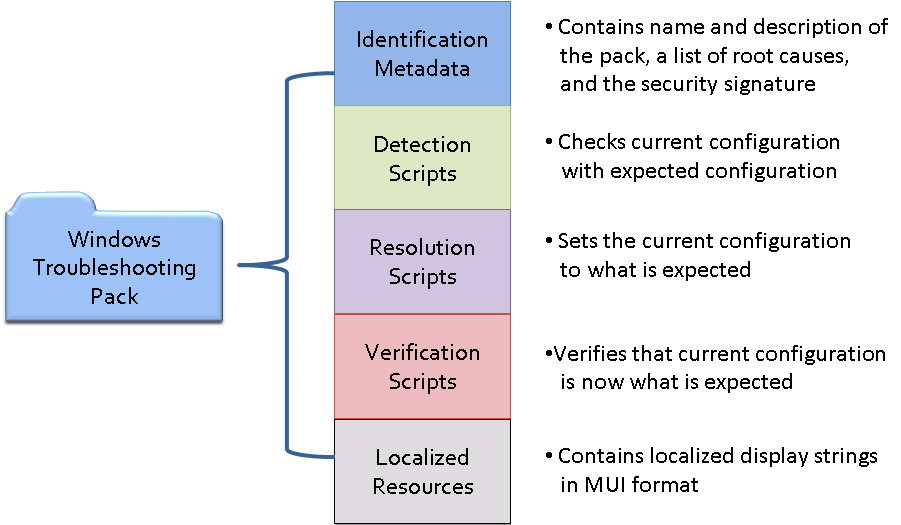 Windows
Troubleshooting
Pack
Identification
Metadata
• Contains name and description of
the pack, a list of root causes,
and the security signature
Detection
Scripts
• Checks current configuration
with expected configuration
Resolution
Scripts
• Sets the current configuration
to what is expected
Verification
Scripts
•Verifies that current configuration
is now what is expected
Localized
Resources
• Contains localized display strings
in MUI format